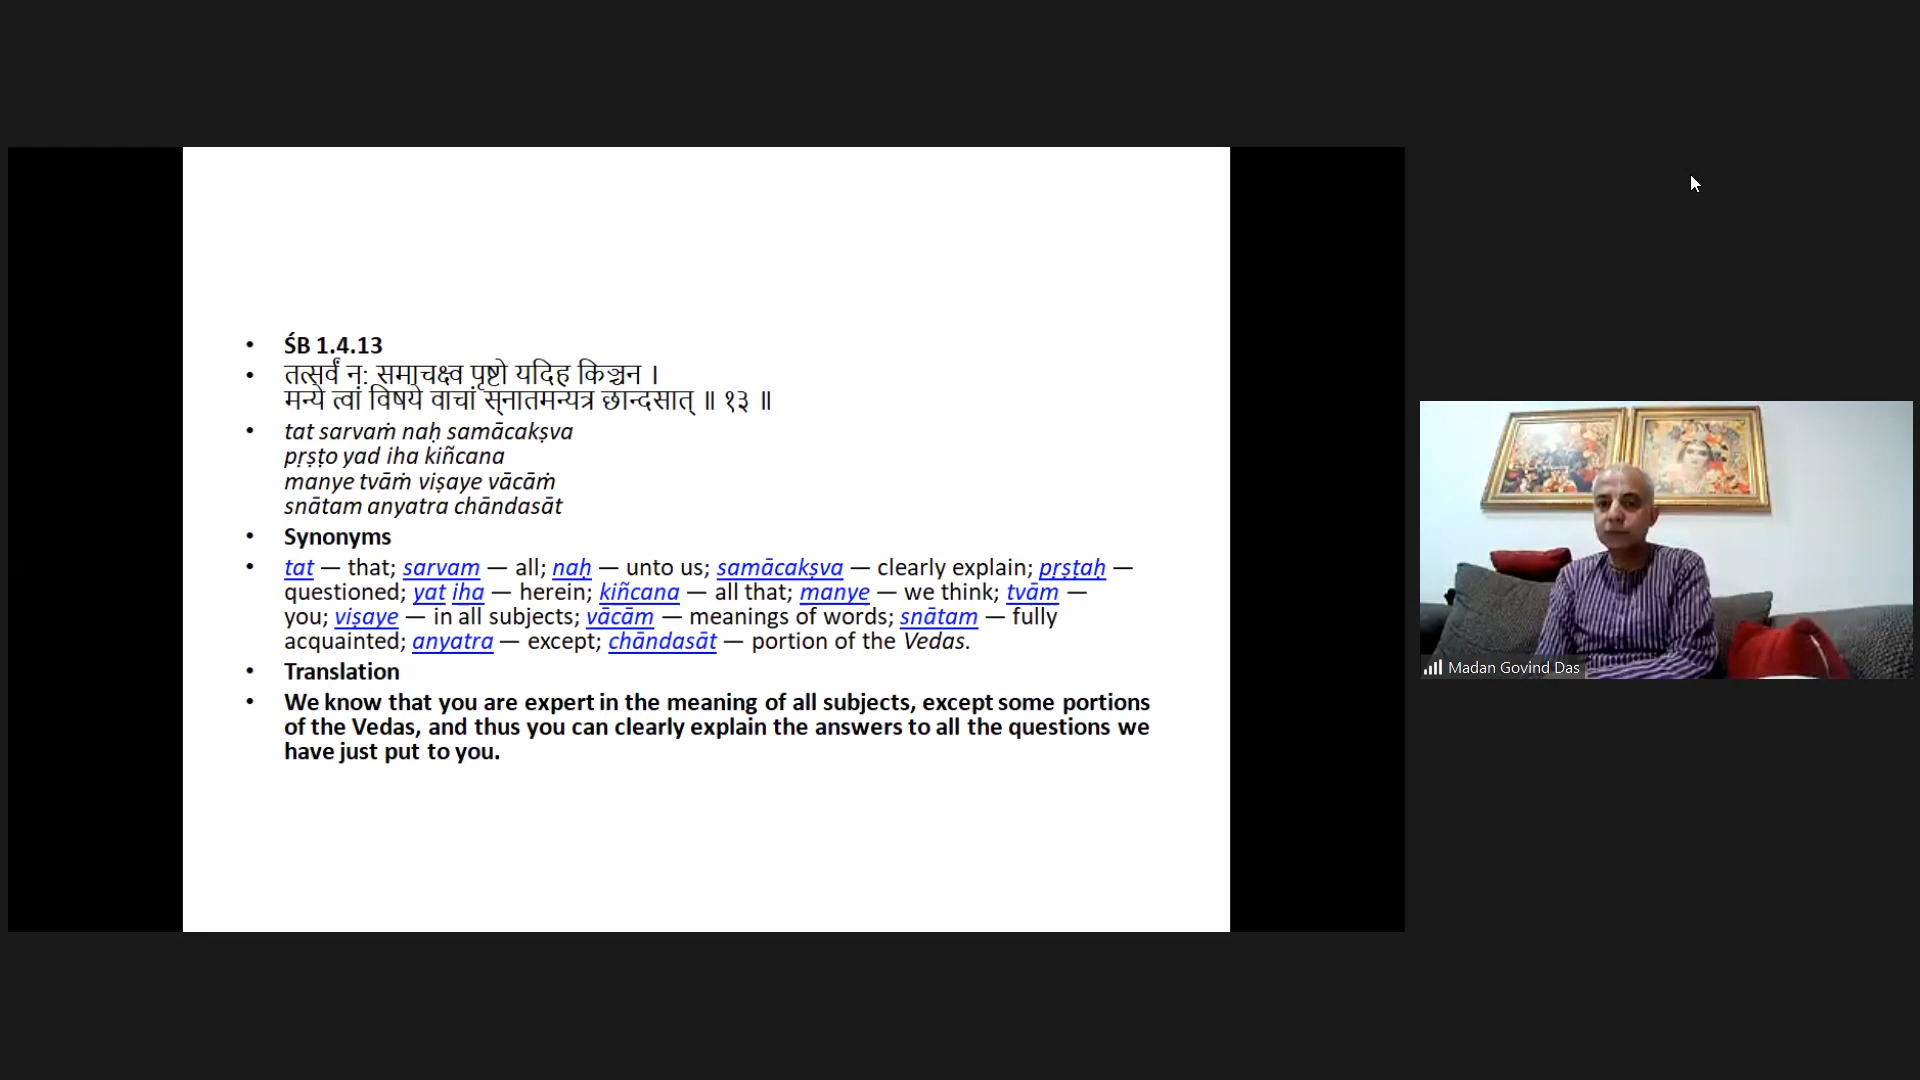 ŚB 1.4.13
तत्सर्वं नः समाचक्ष्व पृष्टो यदिह किञ्चन ।
मन्ये त्वां विषये वाचां स्‍नातमन्यत्र छान्दसात् ॥ १३ ॥
tat sarvaṁ naḥ samācakṣva
pṛṣṭo yad iha kiñcana
manye tvāṁ viṣaye vācāṁ
snātam anyatra chāndasāt
Synonyms
tat — that; sarvam — all; naḥ — unto us; samācakṣva — clearly explain; pṛṣṭaḥ —
questioned; yat iha — herein; kiñcana — all that; manye — we think; tvām —
you; viṣaye — in all subjects; vācām — meanings of words; snātam — fully
acquainted; anyatra — except; chāndasāt — portion of the Vedas.
Translation
We know that you are expert in the meaning of all subjects, except some portions
of the Vedas, and thus you can clearly explain the answers to all the questions we
have just put to you.
Madan Govind Das